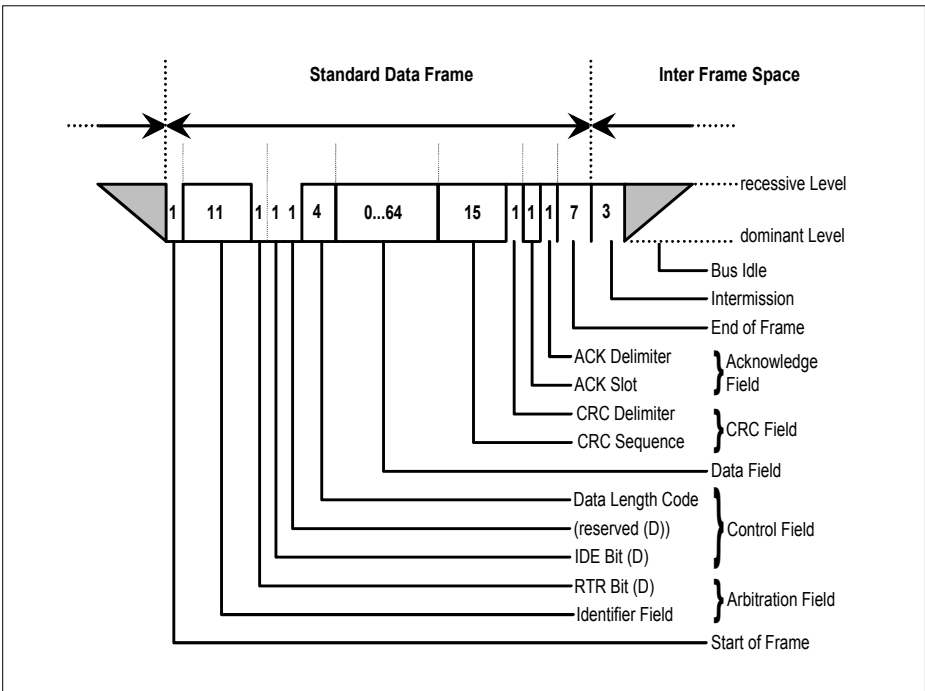 Standard Data Frame Inter Frame Space
recessive Level
1 11 1 1 1 4 0...64 15 1 1 1 7 3
dominant Level
Bus Idle
Intermission
End of Frame
ACK Delimiter
Acknowledge
Field
ACK Slot
CRC Delimiter
CRC Field
CRC Sequence
Data Field
Data Length Code
(reserved (D))
Control Field
IDE Bit (D)
RTR Bit (D)
Arbitration Field
Identifier Field
Start of Frame